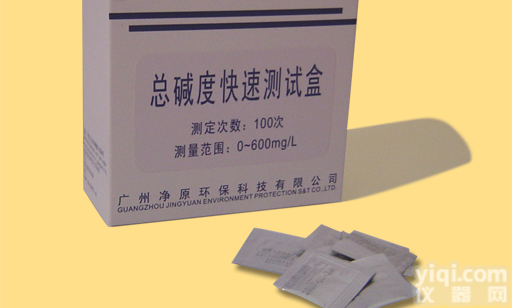 总碱度快速测试盒
测定次数：100次
测量范围：0~600mg/L
广州净原环保科技有限公司
GUANGZHOU JINGYUAN ENVIRONMENT PROTECTION S&T CO.,LTD.
yiqi.com
仪器网